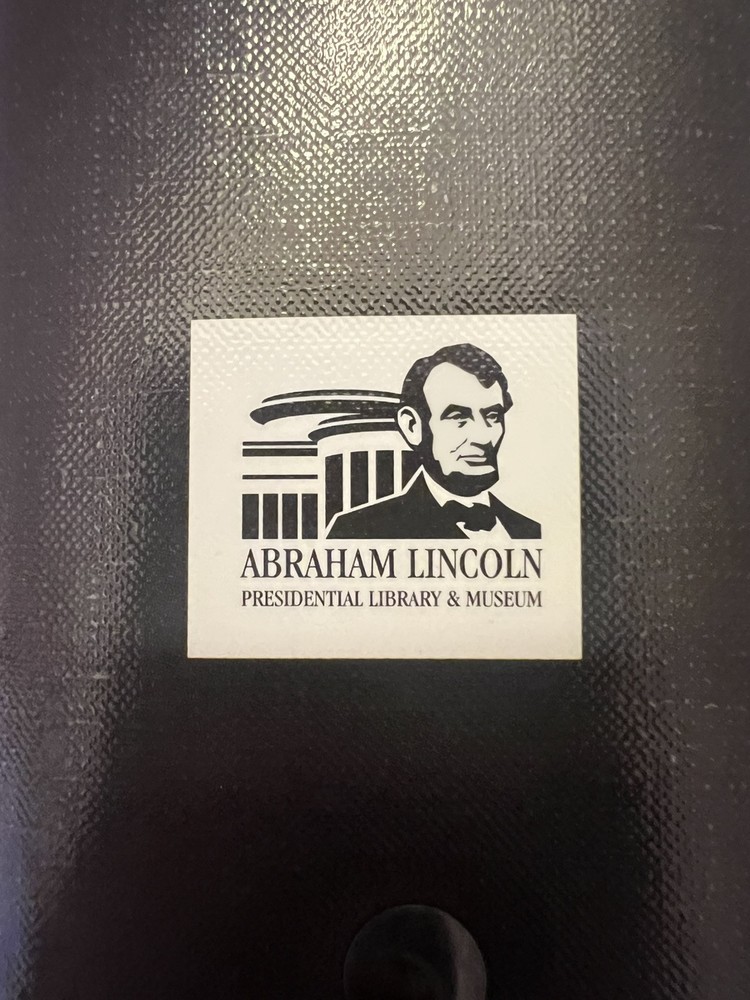 ABRAHAM LINCOLN
PRESIDENTIAL LIBRARY & MUSEUM